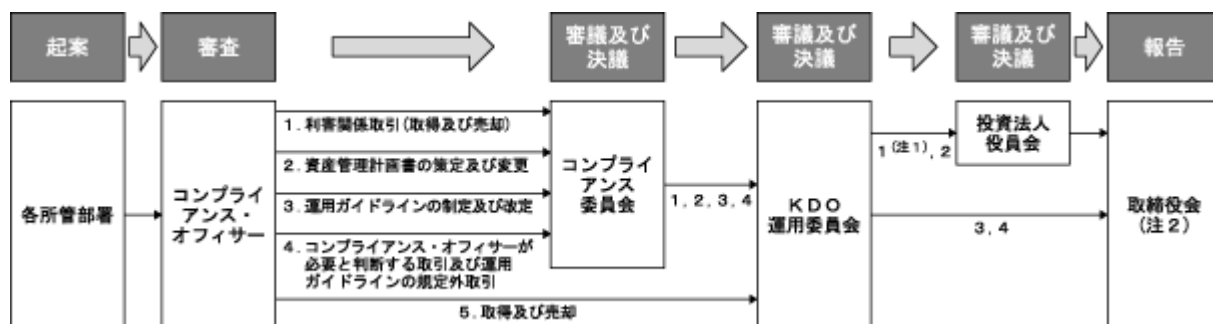 起案
審査
審議及び
決議
審議及び
決議
審議及び
決議
報告
各所管部署
コンプライ
アンス・
オフィサー
1．利害関係取引(取得及び売却)
2．資産管理計画書の策定及び変更
3．運用ガイドラインの制定及び改定
4．コンプライアンス・オフィサーが
必要と判断する取引及び運用
ガイドラインの規定外取引
5．取得及び売却
コンプライ
アンス
委員会
1, 2, 3, 4
ＫＤＯ
運用委員会
1(注1), 2
3, 4
投資法人
役員会
取締役会
(注2)